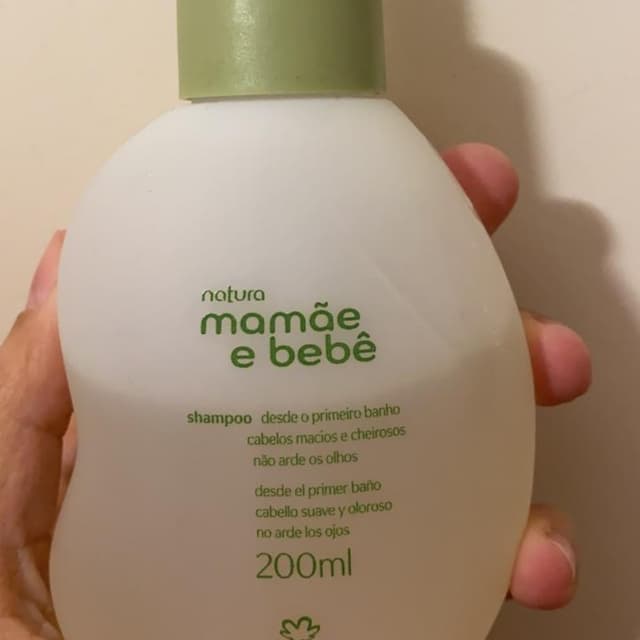 natura
mamãe
e bebê
shampoo desde o primeiro banho
cabelos macios e cheirosos
não arde os olhos
desde el primer baño
cabello suave y oloroso
no arde los ojos
200ml